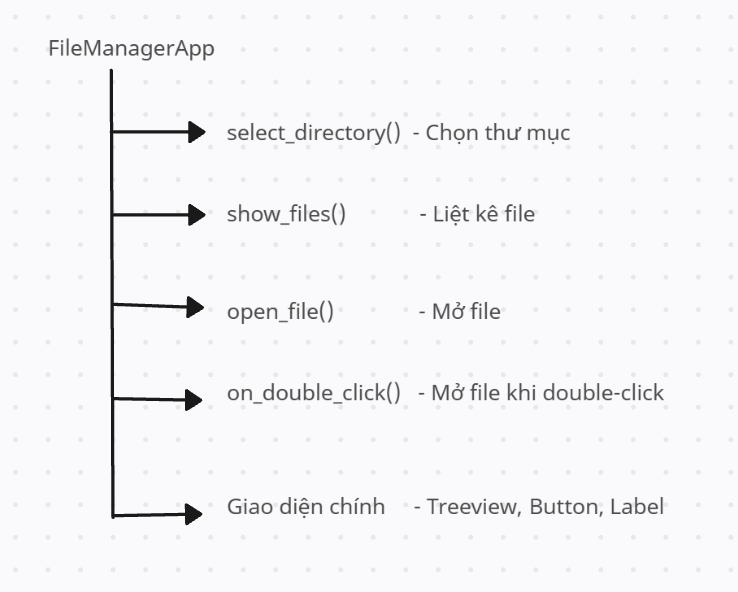 FileManagerApp
select_directory() - Chọn thư mục
show_files() - Liệt kê file
open_file() - Mở file
on_double_click() - Mở file khi double-click
Giao diện chính - Treeview, Button, Label